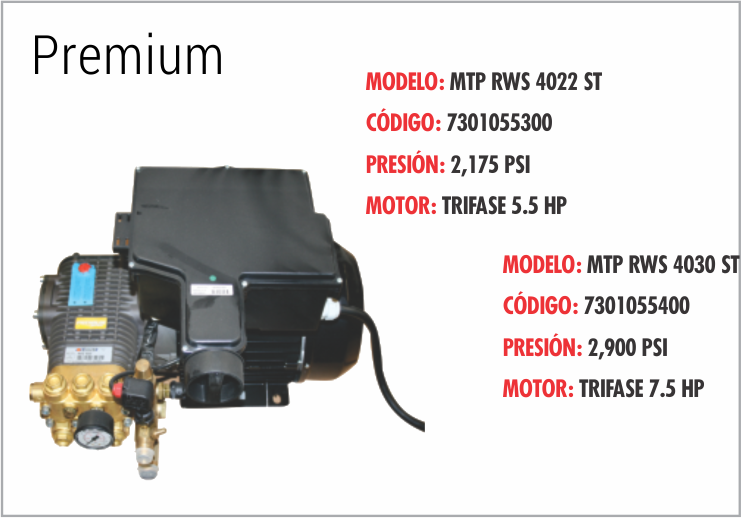 Premium
MODELO: MTP RWS 4022 ST
CÓDIGO: 7301055300
PRESIÓN: 2,175 PSI
MOTOR: TRIFASE 5.5 HP
MODELO: MTP RWS 4030 ST
CÓDIGO: 7301055400
PRESIÓN: 2,900 PSI
MOTOR: TRIFASE 7.5 HP